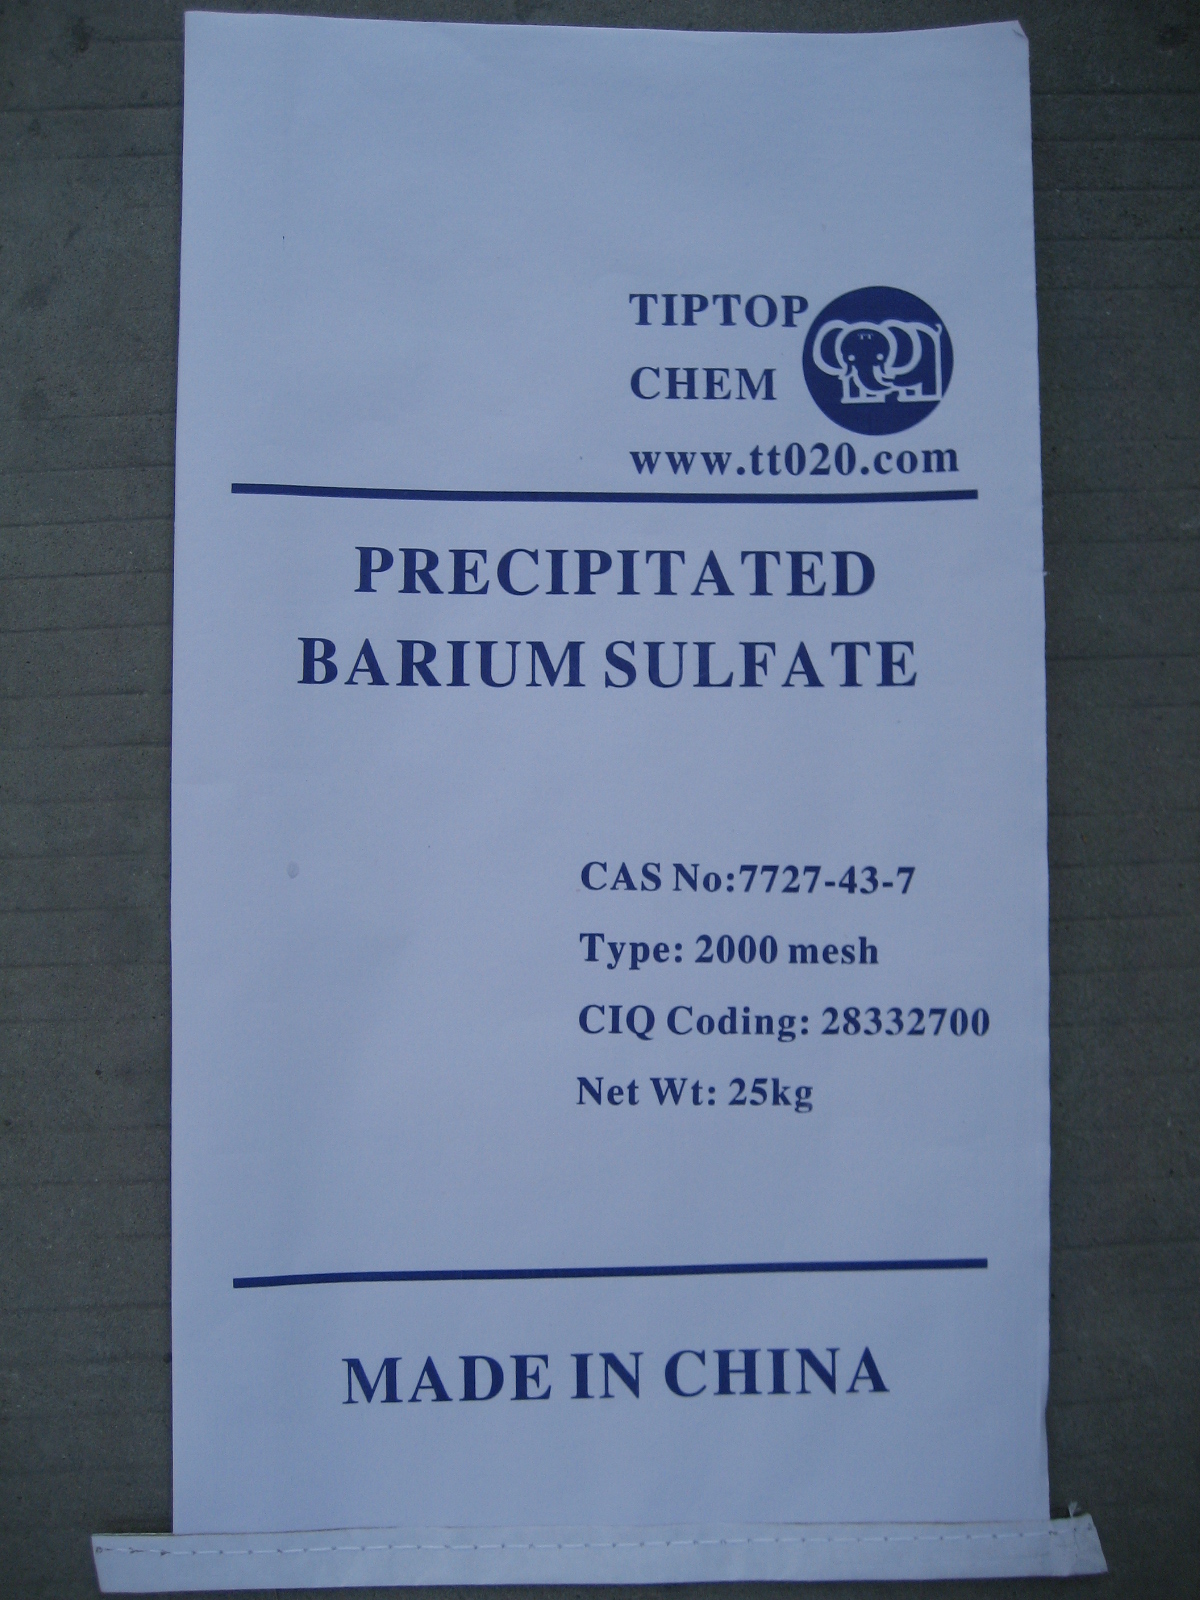 TIPTOP
CHEM
TT
www.tt020.com
PRECIPITATED
BARIUM SULFATE
CAS No:7727-43-7
Type: 2000 mesh
CIQ Coding: 28332700
Net Wt: 25kg
MADE IN CHINA